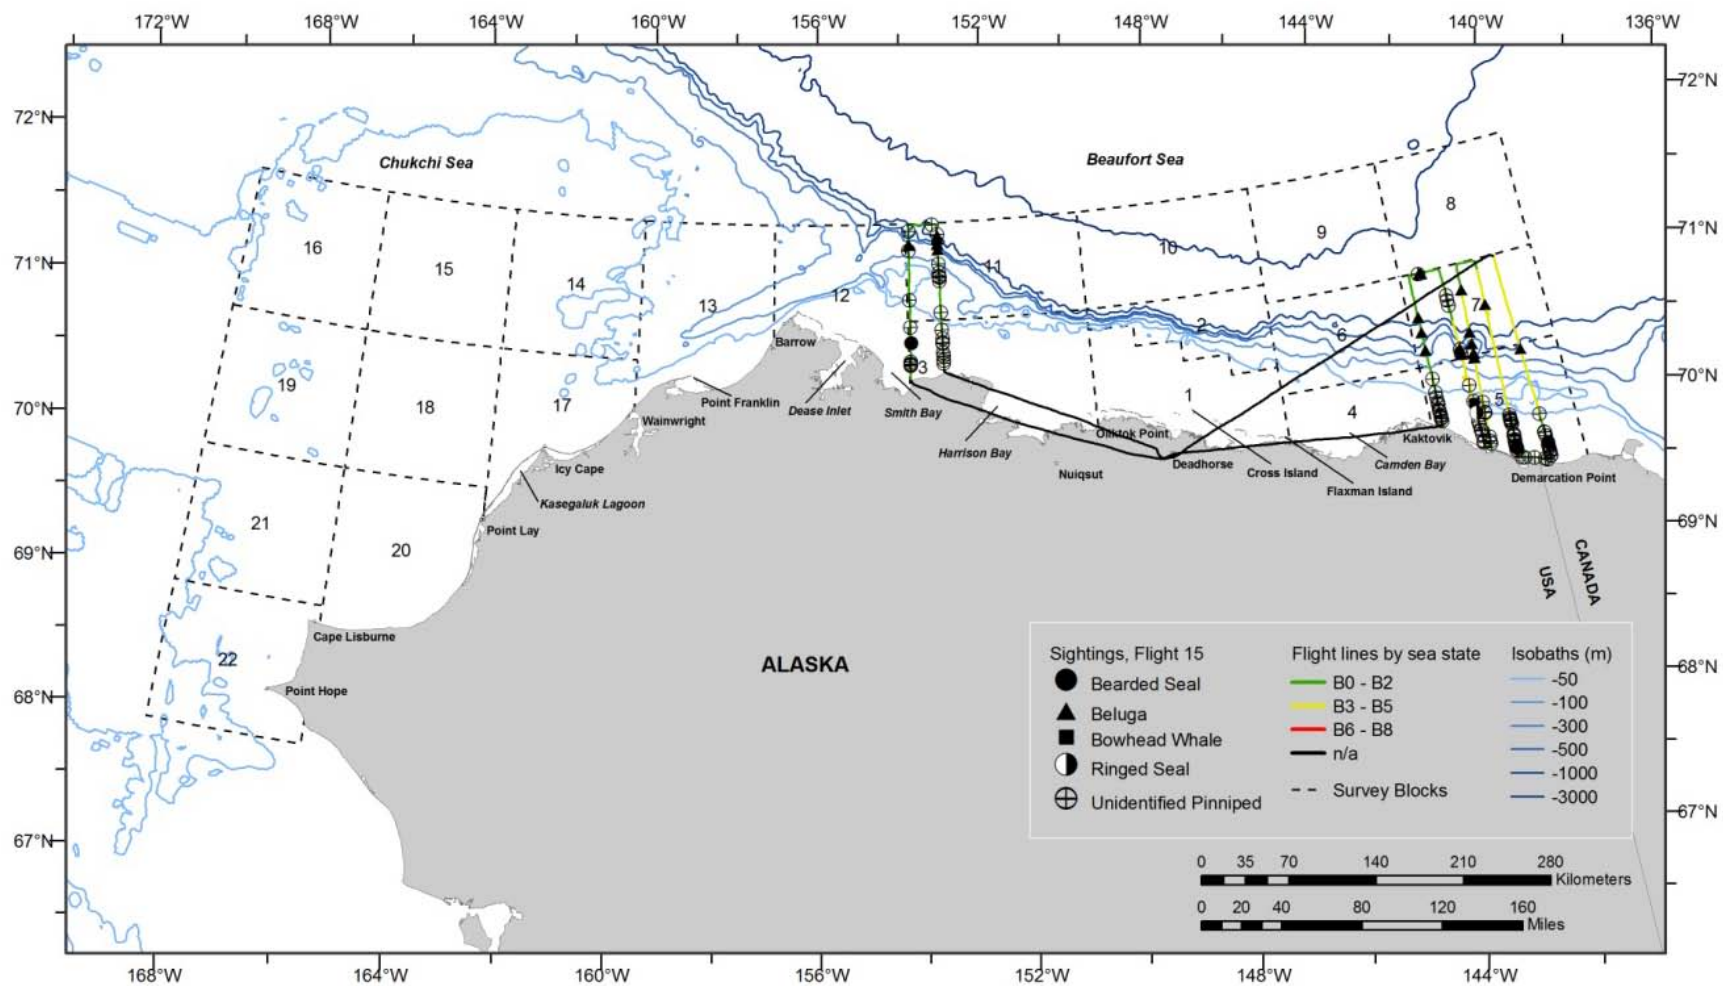 172°W 168°W 164°W 160°W 156°W 152°W 148°W 144°W 140°W 136°W
72°N 72°N
Chukchi Sea Beaufort Sea
8
71°N 9
16 10
15 71°N
11
14
12
13 7
2
6
Barrow
70°N
19 3
17 1
18 Point Franklin Dease Inlet Smith Bay 4 5
70°N
Wainwright
Oliktok Point Kaktovik
Harrison Bay
Icy Cape Deadhorse Camden Bay
Nuiqsut Cross Island Demarcation Point
Flaxman Island
Kasegaluk Lagoon
21 Point Lay
69°N
20
69°N
CANADA
USA
Cape Lisburne
22
ALASKA
68°N
Point Hope
68°N
Sightings, Flight 15
Bearded Seal
Beluga
Bowhead Whale
Ringed Seal
Unidentified Pinniped
Flight lines by sea state
B0 - B2
B3 - B5
B6 - B8
n/a
Survey Blocks
Isobaths (m)
-50
-100
-300
-500
-1000
-3000
67°N
67°N
0 35 70 140 210 280
Kilometers
0 20 40 80 120 160
Miles
168°W 164°W 160°W 156°W 152°W 148°W 144°W